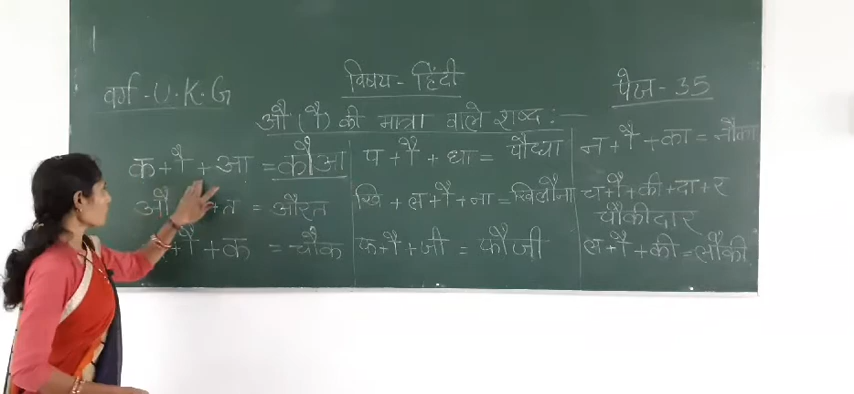 वर्ग - U.K.G
विषय - हिंदी
पेज - 35
औ (ौ) की मात्रा वाले शब्द :-
क + ौ + आ = कौआ
औ + त = औरत
+ ौ + क = चौक
प + ौ + धा = पौधा
खि + ल + ौ + ना = खिलौना
फ + ौ + जी = फौजी
न + ौ + का = नौका
च + ौ + की + दा + र
चौकीदार
ल + ौ + की = लौकी